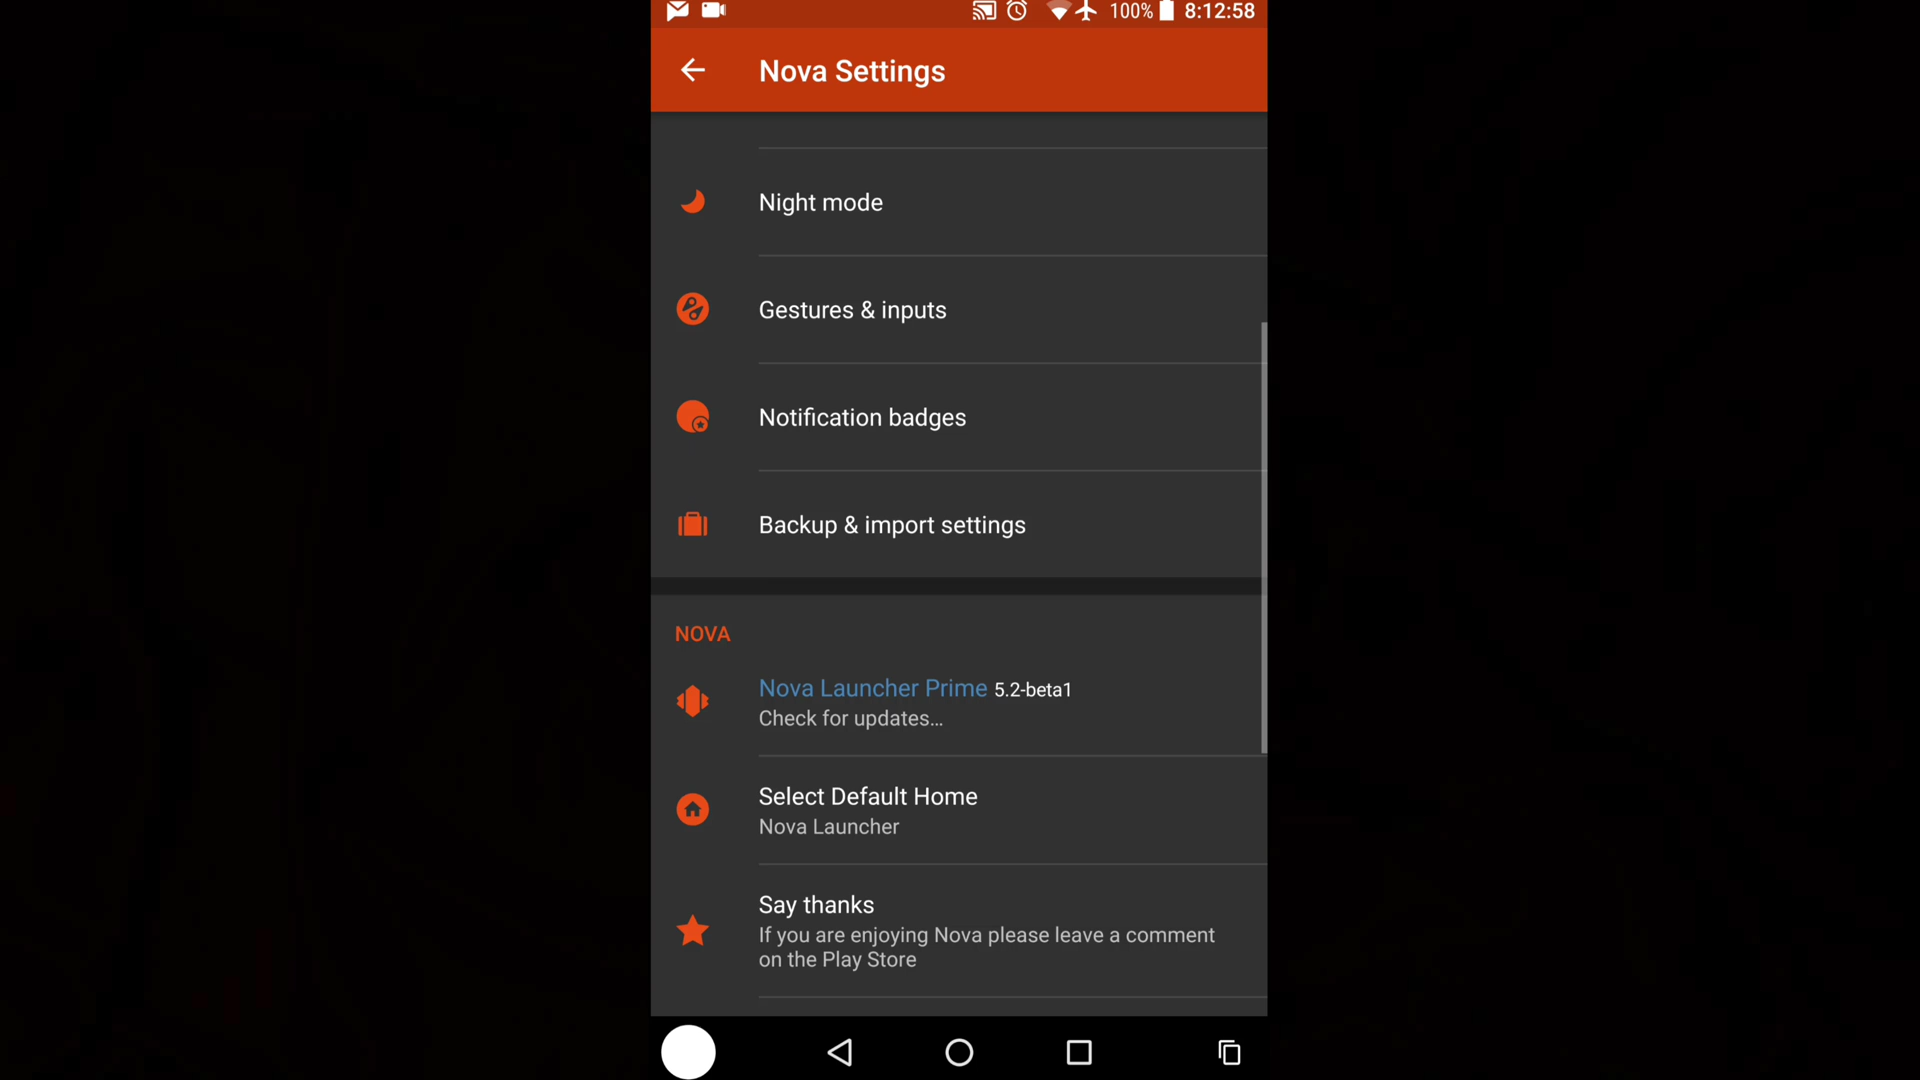 100% 8:12:58
Nova Settings
Night mode
Gestures & inputs
Notification badges
Backup & import settings
NOVA
Nova Launcher Prime 5.2-beta1
Check for updates...
Select Default Home
Nova Launcher
Say thanks
If you are enjoying Nova please leave a comment
on the Play Store